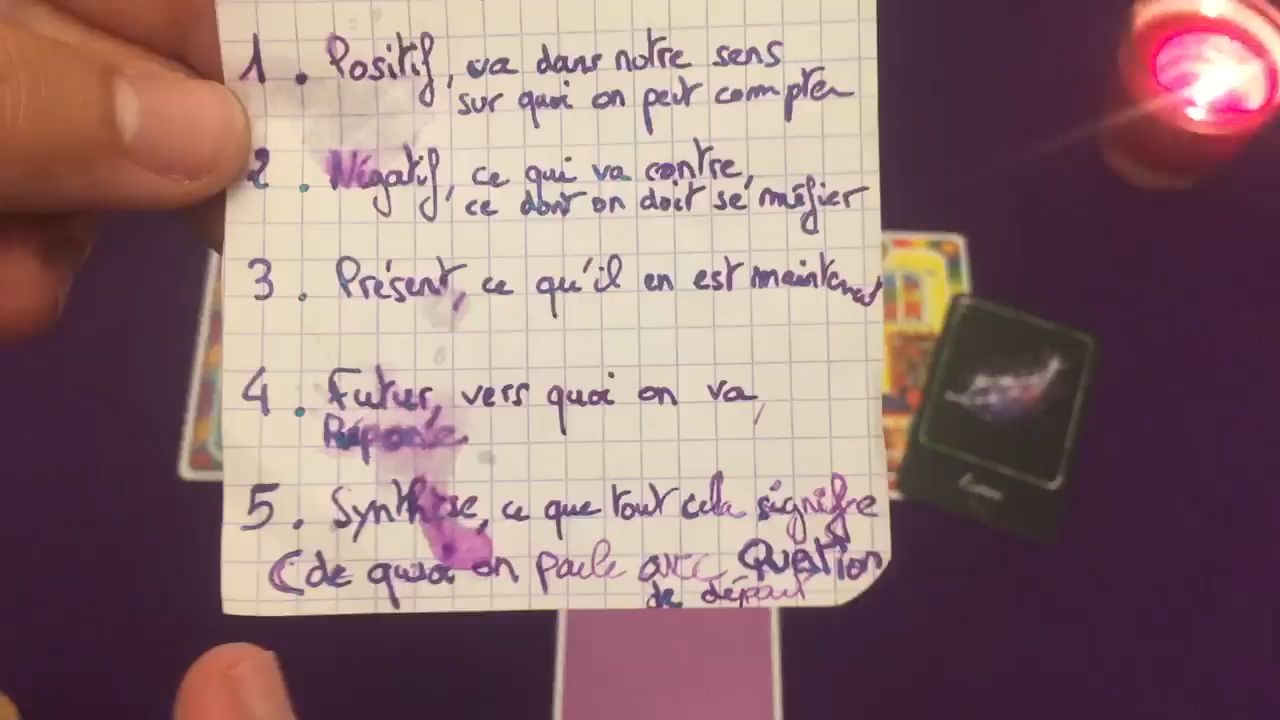 1. Positif, va dans notre sens
sur quoi on peut compter
2. Négatif, ce qui va contre,
ce dont on doit se méfier
3. Présent, ce qu'il en est maintenant
4. Futur, vers quoi on va,
Réponse
5. Synthèse, ce que tout cela signifie
(de quoi on parle avec Question
de départ